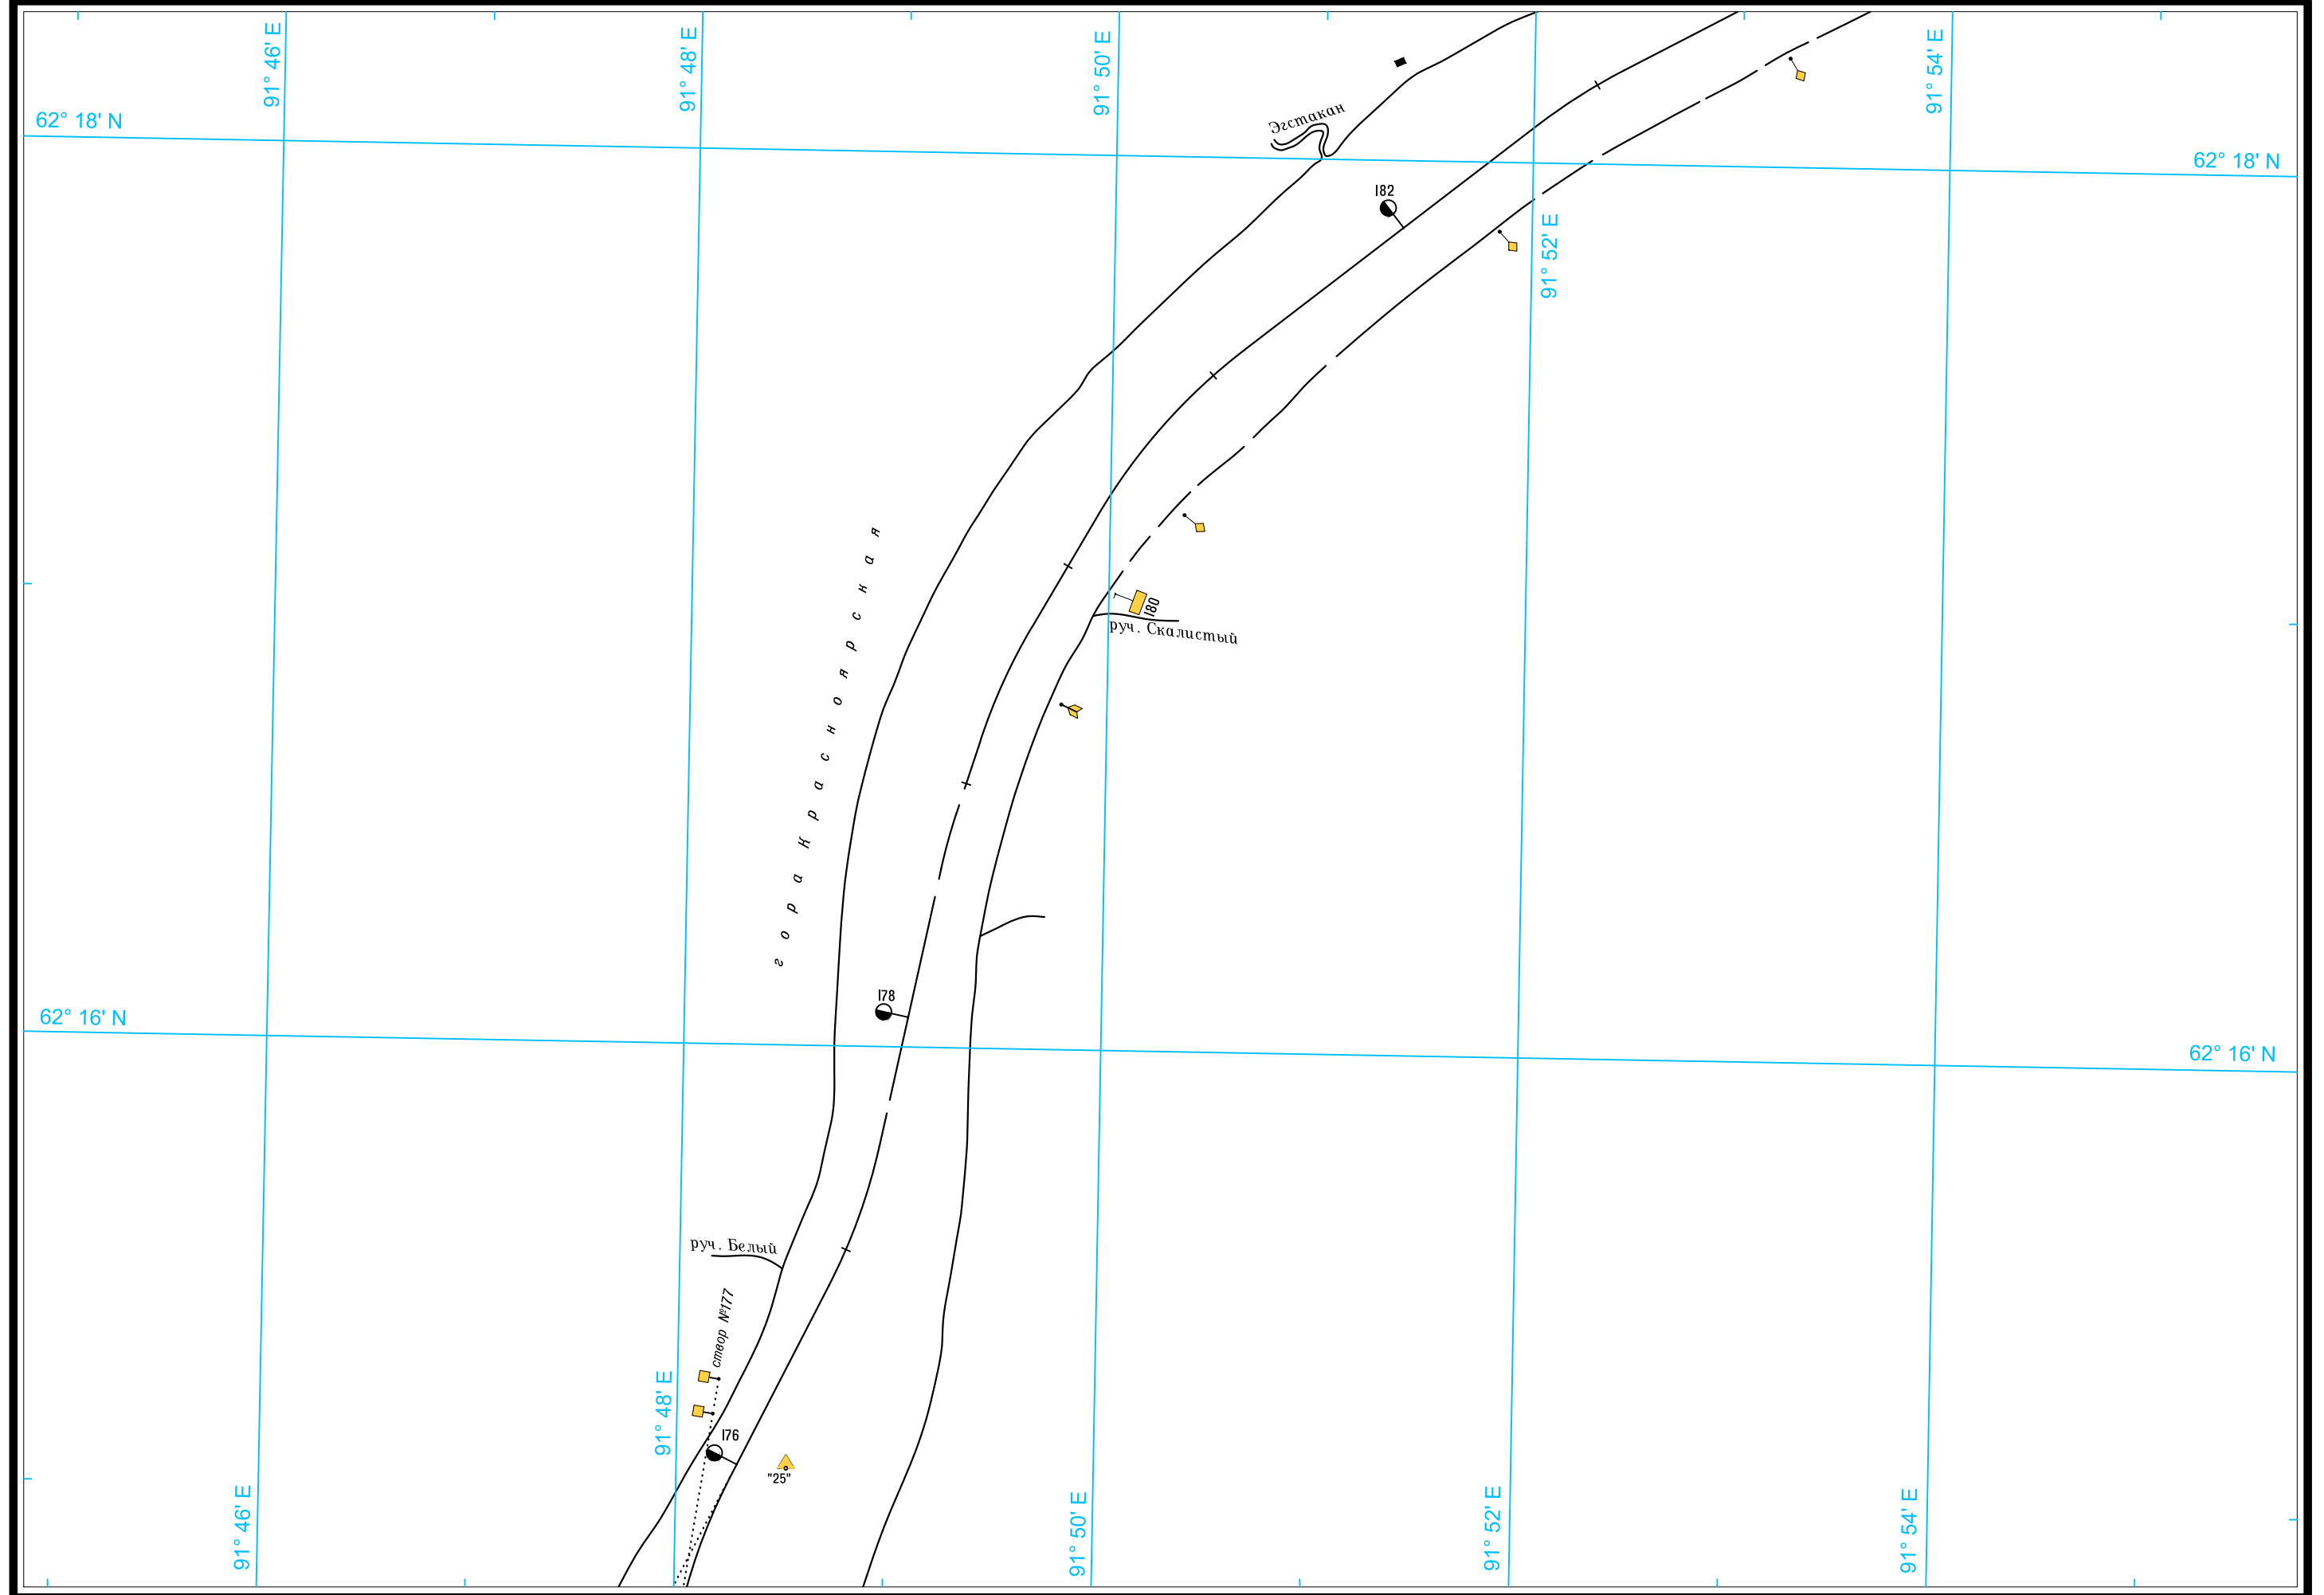 91° 46' E
91° 48' E
91° 50' E
91° 54' E
62° 18' N
Эгстакан
62° 18' N
182
91° 52' E
гора Красноярская
180
руч. Скалистый
178
62° 16' N
62° 16' N
руч. Белый
створ №177
91° 48' E
176
"25"
91° 46' E
91° 50' E
91° 52' E
91° 54' E